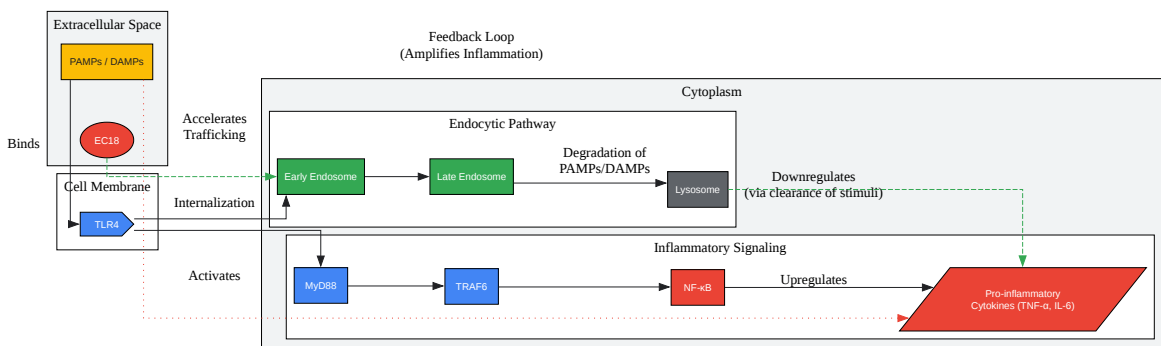 Extracellular Space
PAMPs / DAMPs
EC18
Binds
Cell Membrane
TLR4
Accelerates
Trafficking
Internalization
Activates
Feedback Loop
(Amplifies Inflammation)
Cytoplasm
Endocytic Pathway
Early Endosome
Late Endosome
Degradation of
PAMPs/DAMPs
Lysosome
Downregulates
(via clearance of stimuli)
Inflammatory Signaling
MyD88
TRAF6
NF-κB
Upregulates
Pro-inflammatory
Cytokines (TNF-α, IL-6)